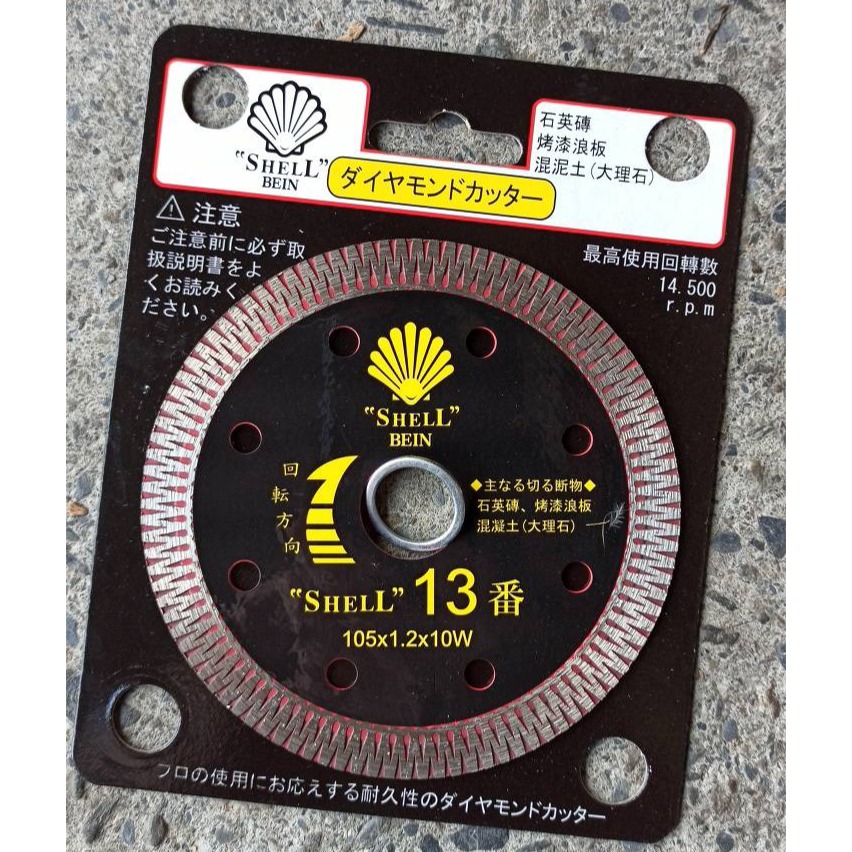 “SHELL”
BEIN
ダイヤモンドカッター
石英磚
烤漆浪板
混泥土(大理石)
注意
ご注意前に必ず取
扱説明書をよ
くお読みく
ださい。
最高使用回轉數
14.500
r.p.m
“SHELL”
BEIN
回転方向
◆主なる切る断物◆
石英磚、烤漆浪板
混凝土(大理石)
“SHELL” 13番
105x1.2x10W
プロの使用にお応えする耐久性のダイヤモンドカッター